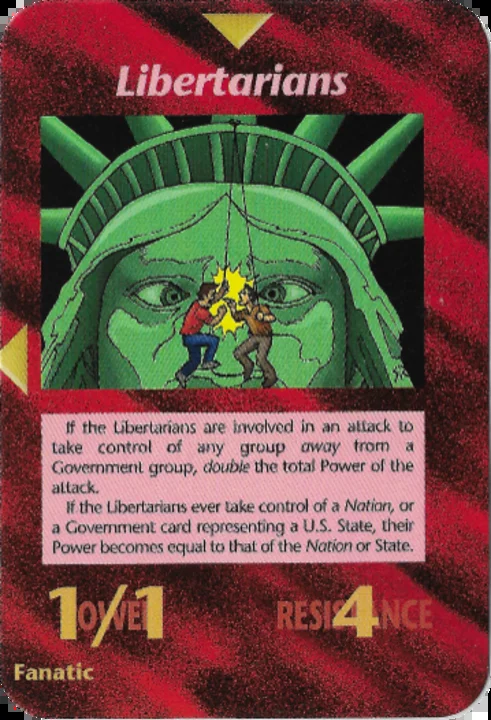 Libertarians
If the Libertarians are involved in an attack to
take control of any group away from a
Government group, double the total Power of the
attack.
If the Libertarians ever take control of a Nation, or
a Government card representing a U.S. State, their
Power becomes equal to that of the Nation or State.
POWER 1/1 RESISTANCE 4
Fanatic